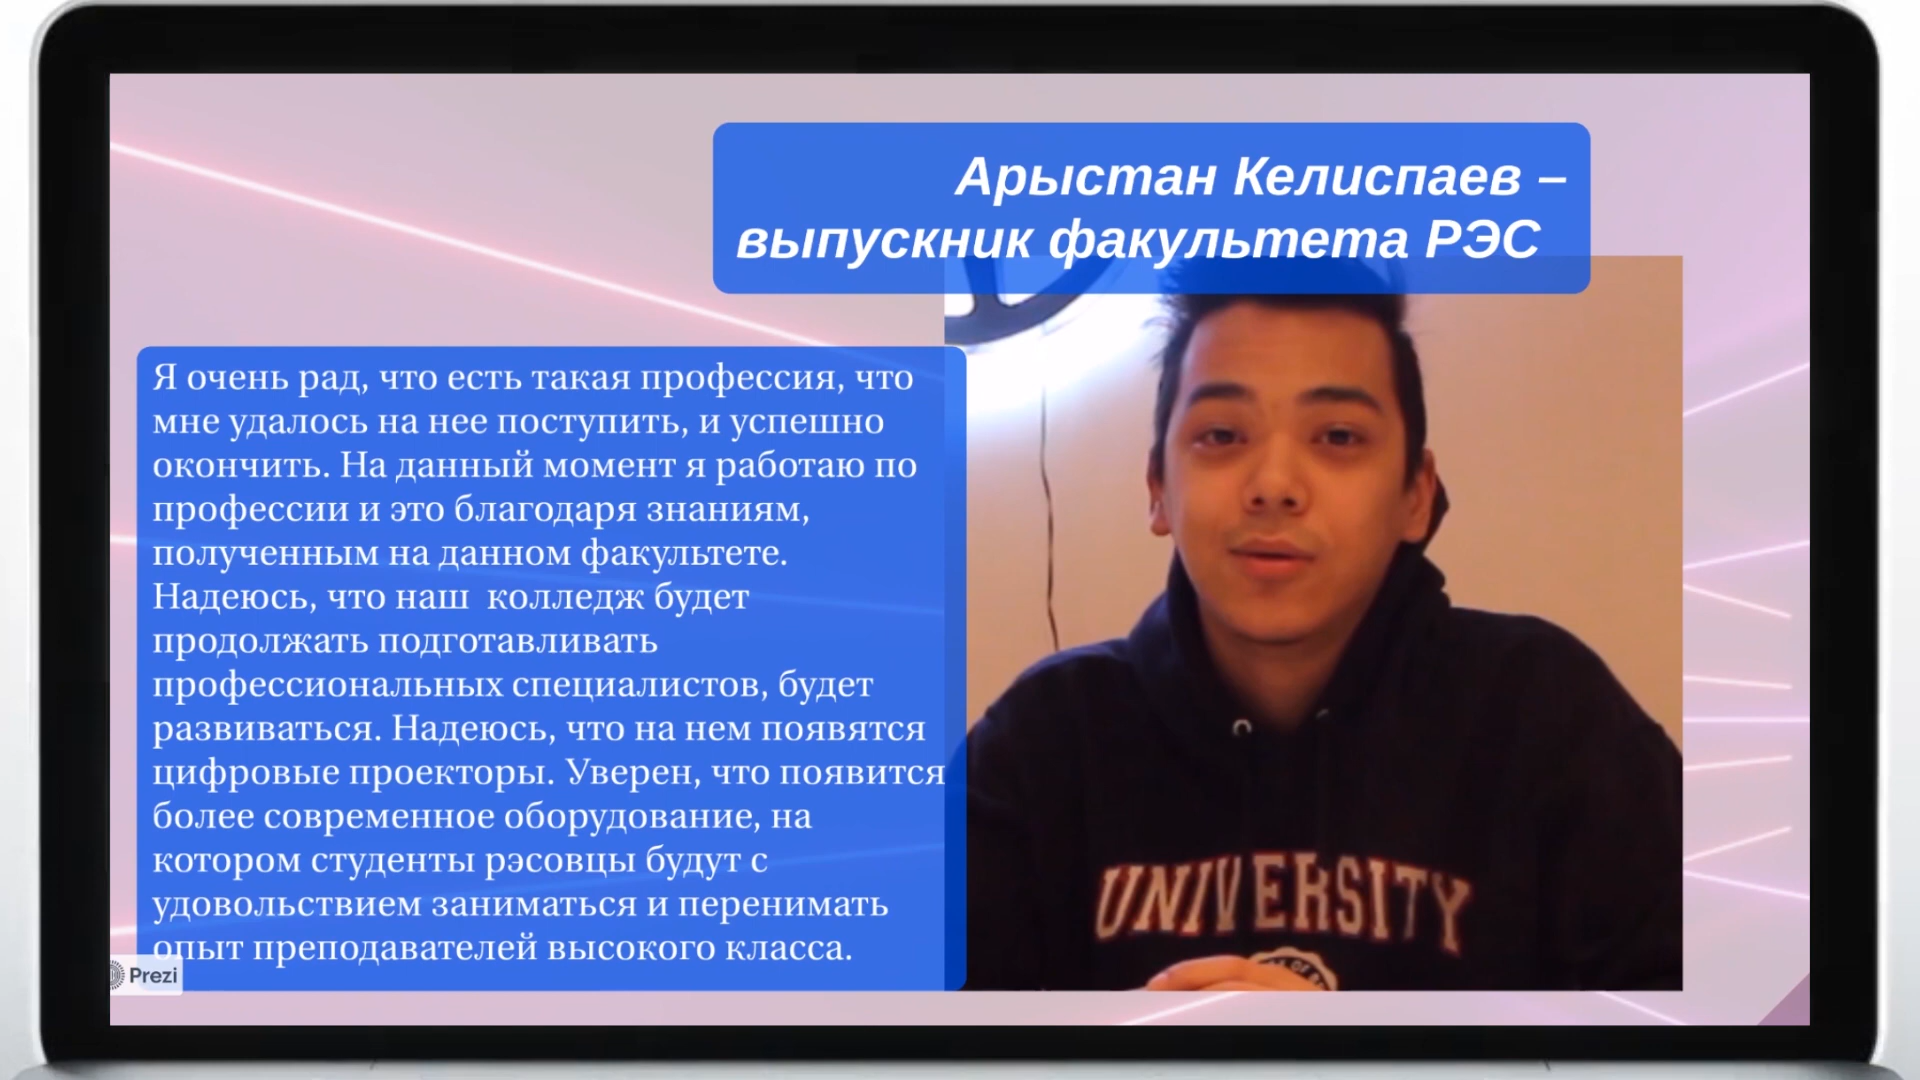 Арыстан Келиспаев –
выпускник факультета РЭС
Я очень рад, что есть такая профессия, что
мне удалось на нее поступить, и успешно
окончить. На данный момент я работаю по
профессии и это благодаря знаниям,
полученным на данном факультете.
Надеюсь, что наш  колледж будет
продолжать подготавливать
профессиональных специалистов, будет
развиваться. Надеюсь, что на нем появятся
цифровые проекторы. Уверен, что появится
более современное оборудование, на
котором студенты рэсовцы будут с
удовольствием заниматься и перенимать
опыт преподавателей высокого класса.
UNIVERSITY
Prezi